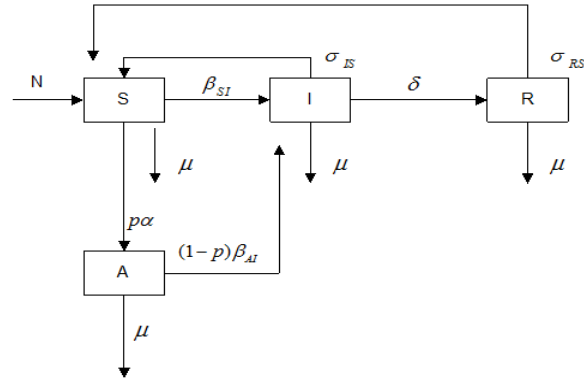 σ_IS σ_RS
N S β_SI I δ R
μ μ μ
pα
A (1−p)β_AI
μ